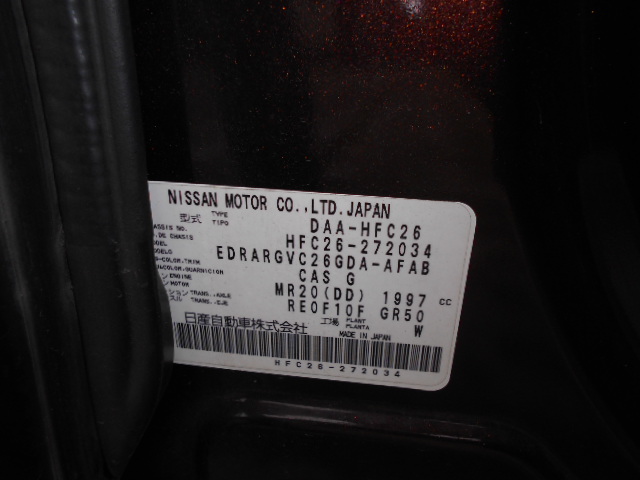 NISSAN MOTOR CO.,LTD.JAPAN
型式 TYPE TIPO DAA-HFC26
HFC26-272034
EDRARGVC26GDA-AFAB
CAS G
MR20(DD) 1997 cc
TRANS. AXLE RE0F10F GR50
工場 PLANT PLANTA W
日産自動車株式会社 MADE IN JAPAN
HFC26-272034